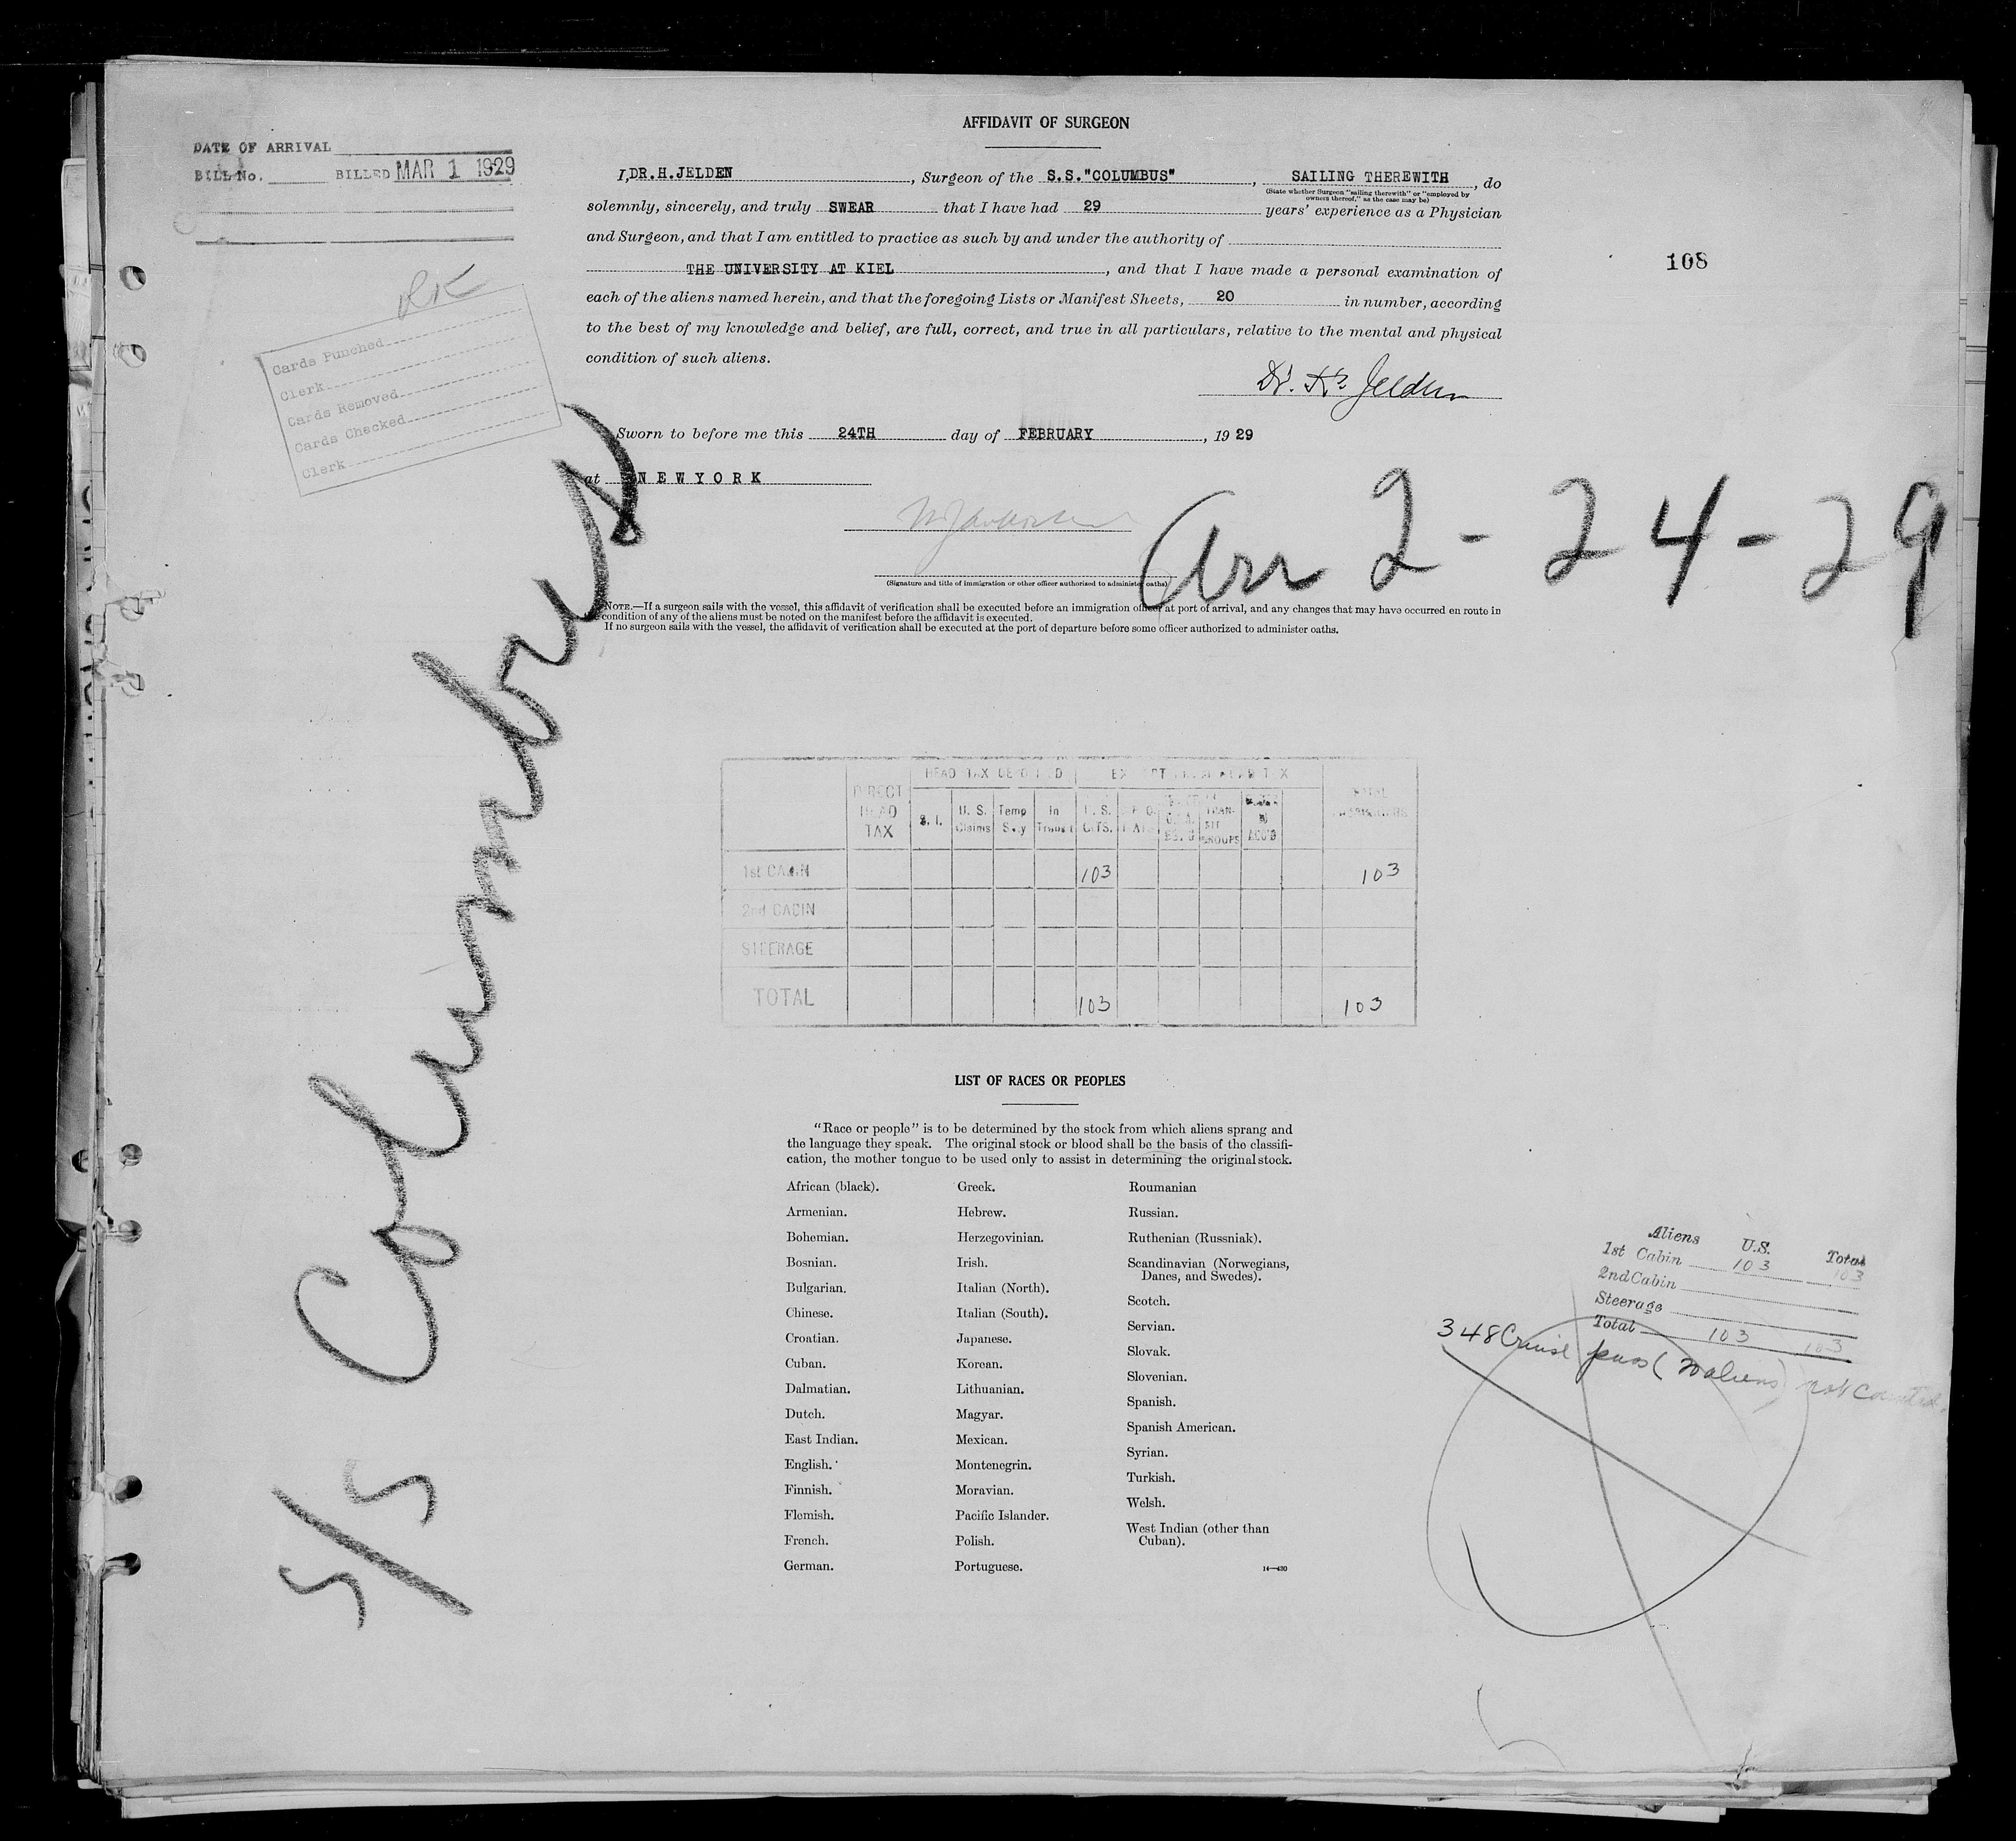 AFFIDAVIT OF SURGEON
DATE OF ARRIVAL
BILL No. BILLED MAR 1 1929
I, DR.H.JELDEN, Surgeon of the S.S."COLUMBUS", SAILING THEREWITH, do
(State whether Surgeon "sailing therewith" or "employed by
owners thereof," as the case may be)
solemnly, sincerely, and truly SWEAR that I have had 29 years' experience as a Physician
and Surgeon, and that I am entitled to practice as such by and under the authority of
THE UNIVERSITY AT KIEL, and that I have made a personal examination of
each of the aliens named herein, and that the foregoing Lists or Manifest Sheets, 20 in number, according
to the best of my knowledge and belief, are full, correct, and true in all particulars, relative to the mental and physical
condition of such aliens.
108
Cards Punched
Clerk
Cards Removed
Cards Checked
Clerk
Dr. H. Jelden
Sworn to before me this 24TH day of FEBRUARY, 1929
at NEWYORK
Arr 2-24-29
(Signature and title of immigration or other officer authorized to administer oaths)
NOTE.—If a surgeon sails with the vessel, this affidavit of verification shall be executed before an immigration officer at port of arrival, and any changes that may have occurred en route in
condition of any of the aliens must be noted on the manifest before the affidavit is executed.
If no surgeon sails with the vessel, the affidavit of verification shall be executed at the port of departure before some officer authorized to administer oaths.
S/S Columbus
DIRECT HEAD TAX
HEAD TAX
S. I.
U. S. Claims
Temp
In
U. S. CITS.
1st CABIN 103 103
2nd CABIN
STEERAGE
TOTAL 103 103
LIST OF RACES OR PEOPLES
"Race or people" is to be determined by the stock from which aliens sprang and
the language they speak. The original stock or blood shall be the basis of the classifi-
cation, the mother tongue to be used only to assist in determining the original stock.
African (black).
Armenian.
Bohemian.
Bosnian.
Bulgarian.
Chinese.
Croatian.
Cuban.
Dalmatian.
Dutch.
East Indian.
English.
Finnish.
Flemish.
French.
German.
Greek.
Hebrew.
Herzegovinian.
Irish.
Italian (North).
Italian (South).
Japanese.
Korean.
Lithuanian.
Magyar.
Mexican.
Montenegrin.
Moravian.
Pacific Islander.
Polish.
Portuguese.
Roumanian
Russian.
Ruthenian (Russniak).
Scandinavian (Norwegians,
Danes, and Swedes).
Scotch.
Servian.
Slovak.
Slovenian.
Spanish.
Spanish American.
Syrian.
Turkish.
Welsh.
West Indian (other than
Cuban).
14—430
Aliens U.S. Total
1st Cabin 103 103
2nd Cabin
Steerage
Total 103 103
348 Cruise pass ( aliens) not counted